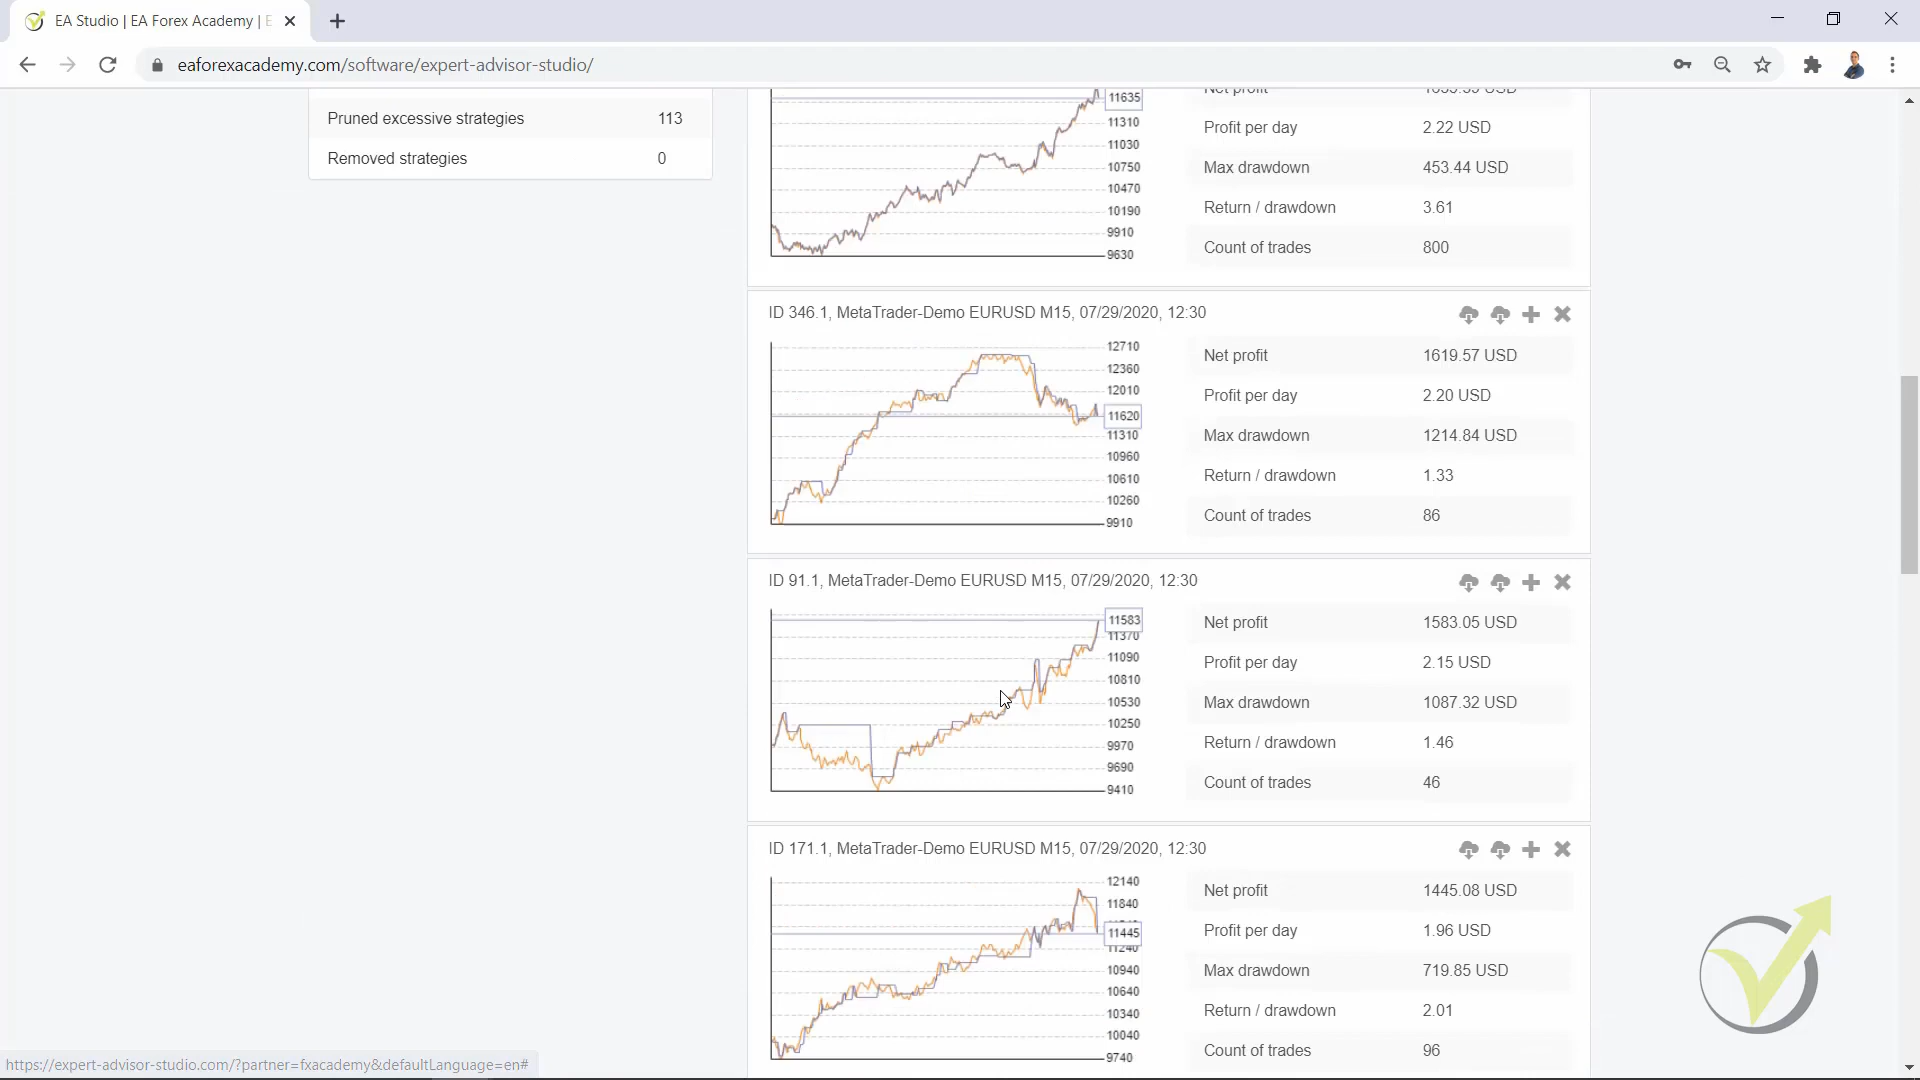 EA Studio | EA Forex Academy | E
eaforexacademy.com/software/expert-advisor-studio/
Pruned excessive strategies 113
Removed strategies 0
11635
11310
11030
10750
10470
10190
9910
9630
Net profit
Profit per day 2.22 USD
Max drawdown 453.44 USD
Return / drawdown 3.61
Count of trades 800
ID 346.1, MetaTrader-Demo EURUSD M15, 07/29/2020, 12:30
12710
12360
12010
11620
11310
10960
10610
10260
9910
Net profit 1619.57 USD
Profit per day 2.20 USD
Max drawdown 1214.84 USD
Return / drawdown 1.33
Count of trades 86
ID 91.1, MetaTrader-Demo EURUSD M15, 07/29/2020, 12:30
11583
11370
11090
10810
10530
10250
9970
9690
9410
Net profit 1583.05 USD
Profit per day 2.15 USD
Max drawdown 1087.32 USD
Return / drawdown 1.46
Count of trades 46
ID 171.1, MetaTrader-Demo EURUSD M15, 07/29/2020, 12:30
12140
11840
11445
11240
10940
10640
10340
10040
9740
Net profit 1445.08 USD
Profit per day 1.96 USD
Max drawdown 719.85 USD
Return / drawdown 2.01
Count of trades 96
https://expert-advisor-studio.com/?partner=fxacademy&defaultLanguage=en#